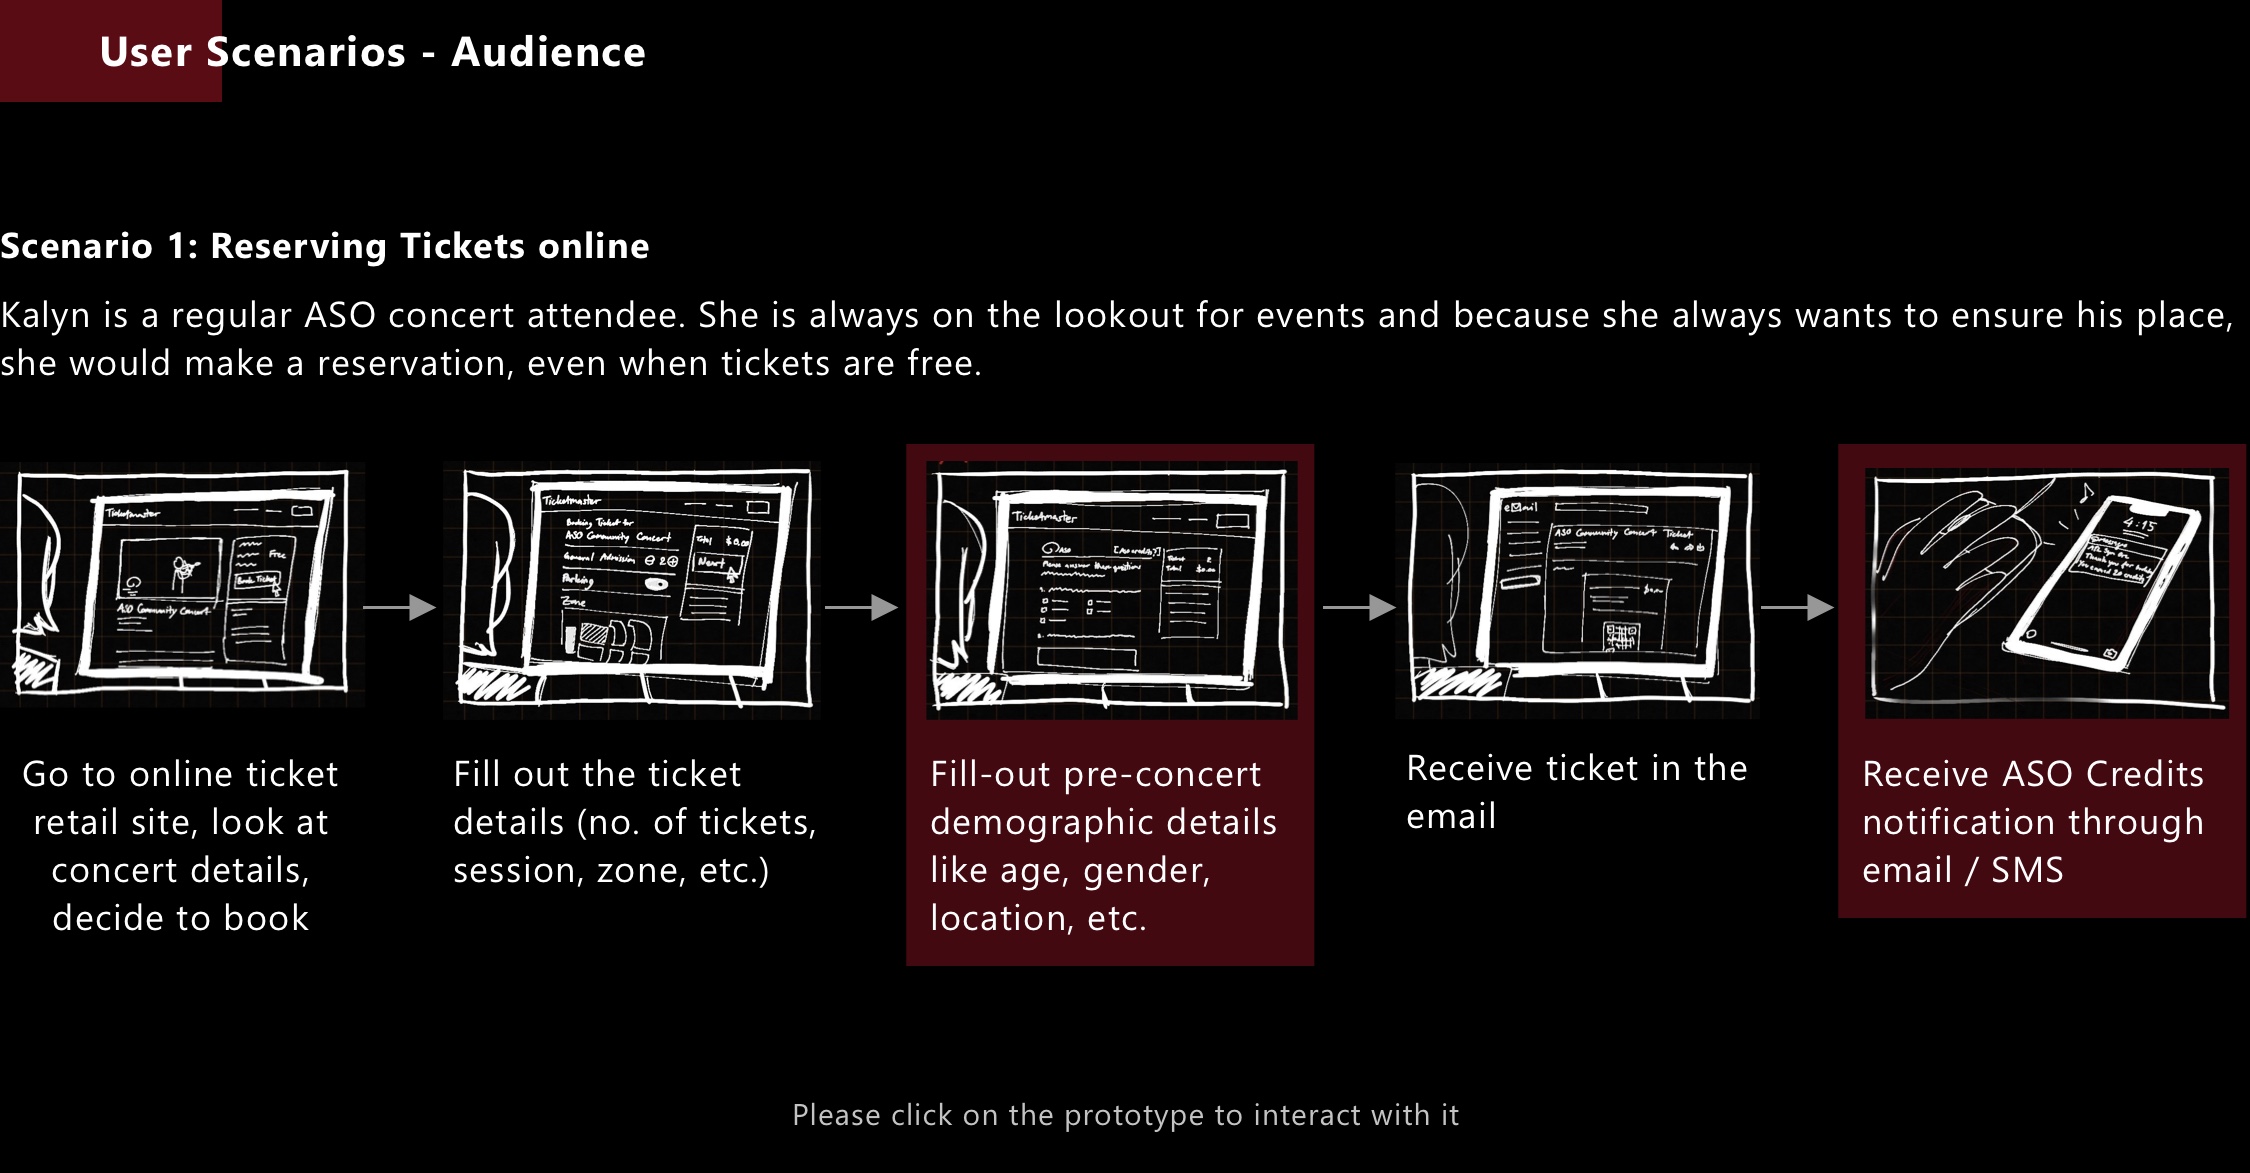 User Scenarios - Audience
Scenario 1: Reserving Tickets online
Kalyn is a regular ASO concert attendee. She is always on the lookout for events and because she always wants to ensure his place,
she would make a reservation, even when tickets are free.
Ticketmaster
Free
Book Ticket
ASO Community Concert
Go to online ticket
retail site, look at
concert details,
decide to book
Ticketmaster
Booking Ticket for
ASO Community Concert
Total $0.00
General Admission 2
Next
Parking
Zone
Fill out the ticket
details (no. of tickets,
session, zone, etc.)
Ticketmaster
ASO
Please answer these questions
2
Total $0.00
1.
2.
Fill-out pre-concert
demographic details
like age, gender,
location, etc.
eMail
ASO Community Concert Ticket
Receive ticket in the
email
4:15
Thank you for
You earned 20 credits
Receive ASO Credits
notification through
email / SMS
Please click on the prototype to interact with it